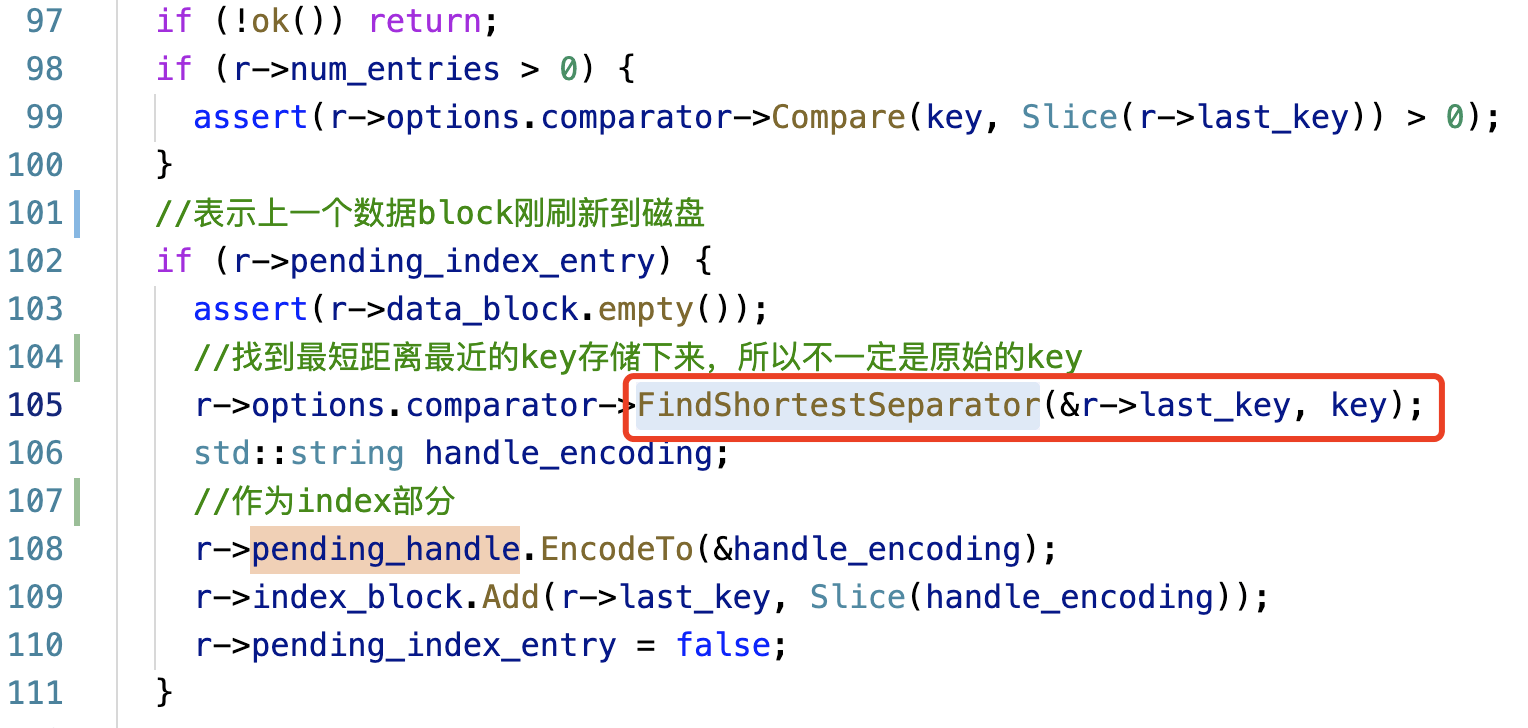 97 if (!ok()) return;
98 if (r->num_entries > 0) {
99 assert(r->options.comparator->Compare(key, Slice(r->last_key)) > 0);
100 }
101 //表示上一个数据block刚刷新到磁盘
102 if (r->pending_index_entry) {
103 assert(r->data_block.empty());
104 //找到最短距离最近的key存储下来，所以不一定是原始的key
105 r->options.comparator->FindShortestSeparator(&r->last_key, key);
106 std::string handle_encoding;
107 //作为index部分
108 r->pending_handle.EncodeTo(&handle_encoding);
109 r->index_block.Add(r->last_key, Slice(handle_encoding));
110 r->pending_index_entry = false;
111 }